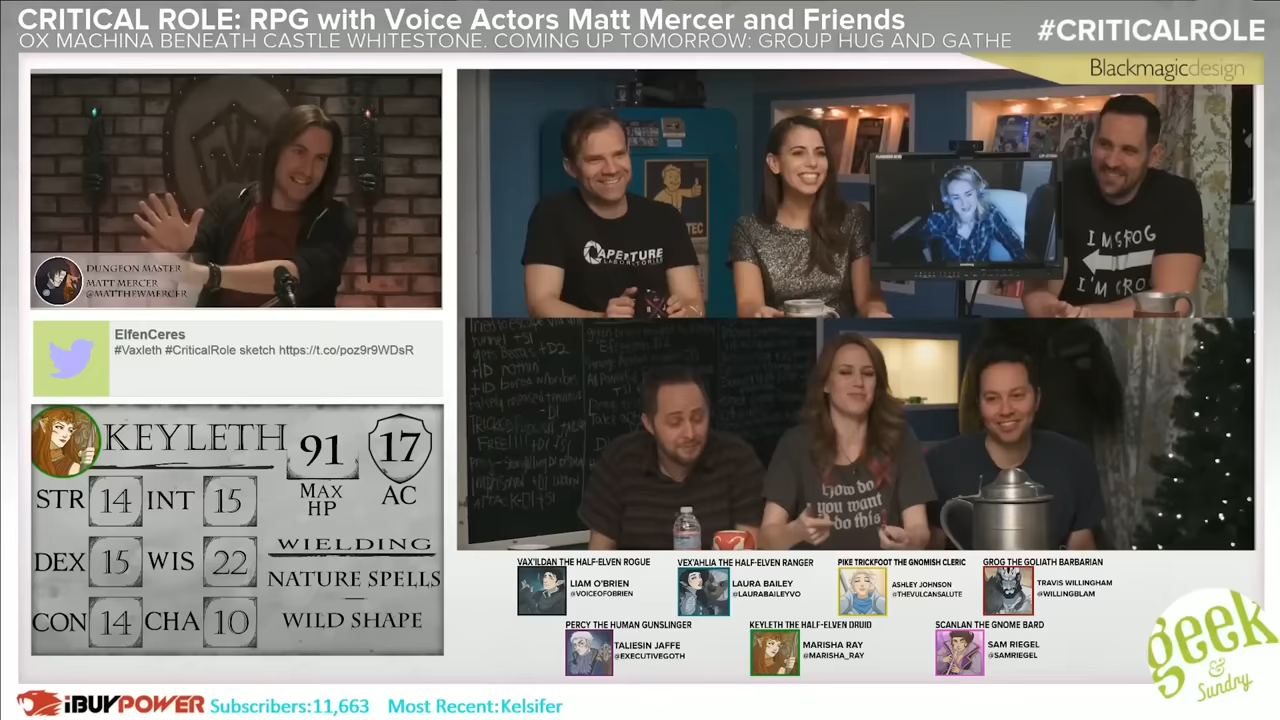 CRITICAL ROLE: RPG with Voice Actors Matt Mercer and Friends
OX MACHINA BENEATH CASTLE WHITESTONE. COMING UP TOMORROW: GROUP HUG AND GATHE
#CRITICALROLE
Blackmagicdesign
DUNGEON MASTER
MATT MERCER
@MATTHEWMERCER
APERTURE
LABORATORIES
TEC
ElfenCeres
#Vaxleth #CriticalRole sketch https://t.co/poz9r9WDsR
how do
you want
do this
KEYLETH
91
MAX
HP
17
AC
STR 14 INT 15
DEX 15 WIS 22
CON 14 CHA 10
WIELDING
NATURE SPELLS
WILD SHAPE
VAX'ILDAN THE HALF-ELVEN ROGUE
LIAM O'BRIEN
@VOICEOFOBRIEN
VEX'AHLIA THE HALF-ELVEN RANGER
LAURA BAILEY
@LAURABAILEYVO
PIKE TRICKFOOT THE GNOMISH CLERIC
ASHLEY JOHNSON
@THEVULCANSALUTE
GROG THE GOLIATH BARBARIAN
TRAVIS WILLINGHAM
@WILLINGBLAM
PERCY THE HUMAN GUNSLINGER
TALIESIN JAFFE
@EXECUTIVEGOTH
KEYLETH THE HALF-ELVEN DRUID
MARISHA RAY
@MARISHA_RAY
SCANLAN THE GNOME BARD
SAM RIEGEL
@SAMRIEGEL
geek
&
Sundry
iBUYPOWER
Subscribers:11,663 Most Recent:Kelsifer